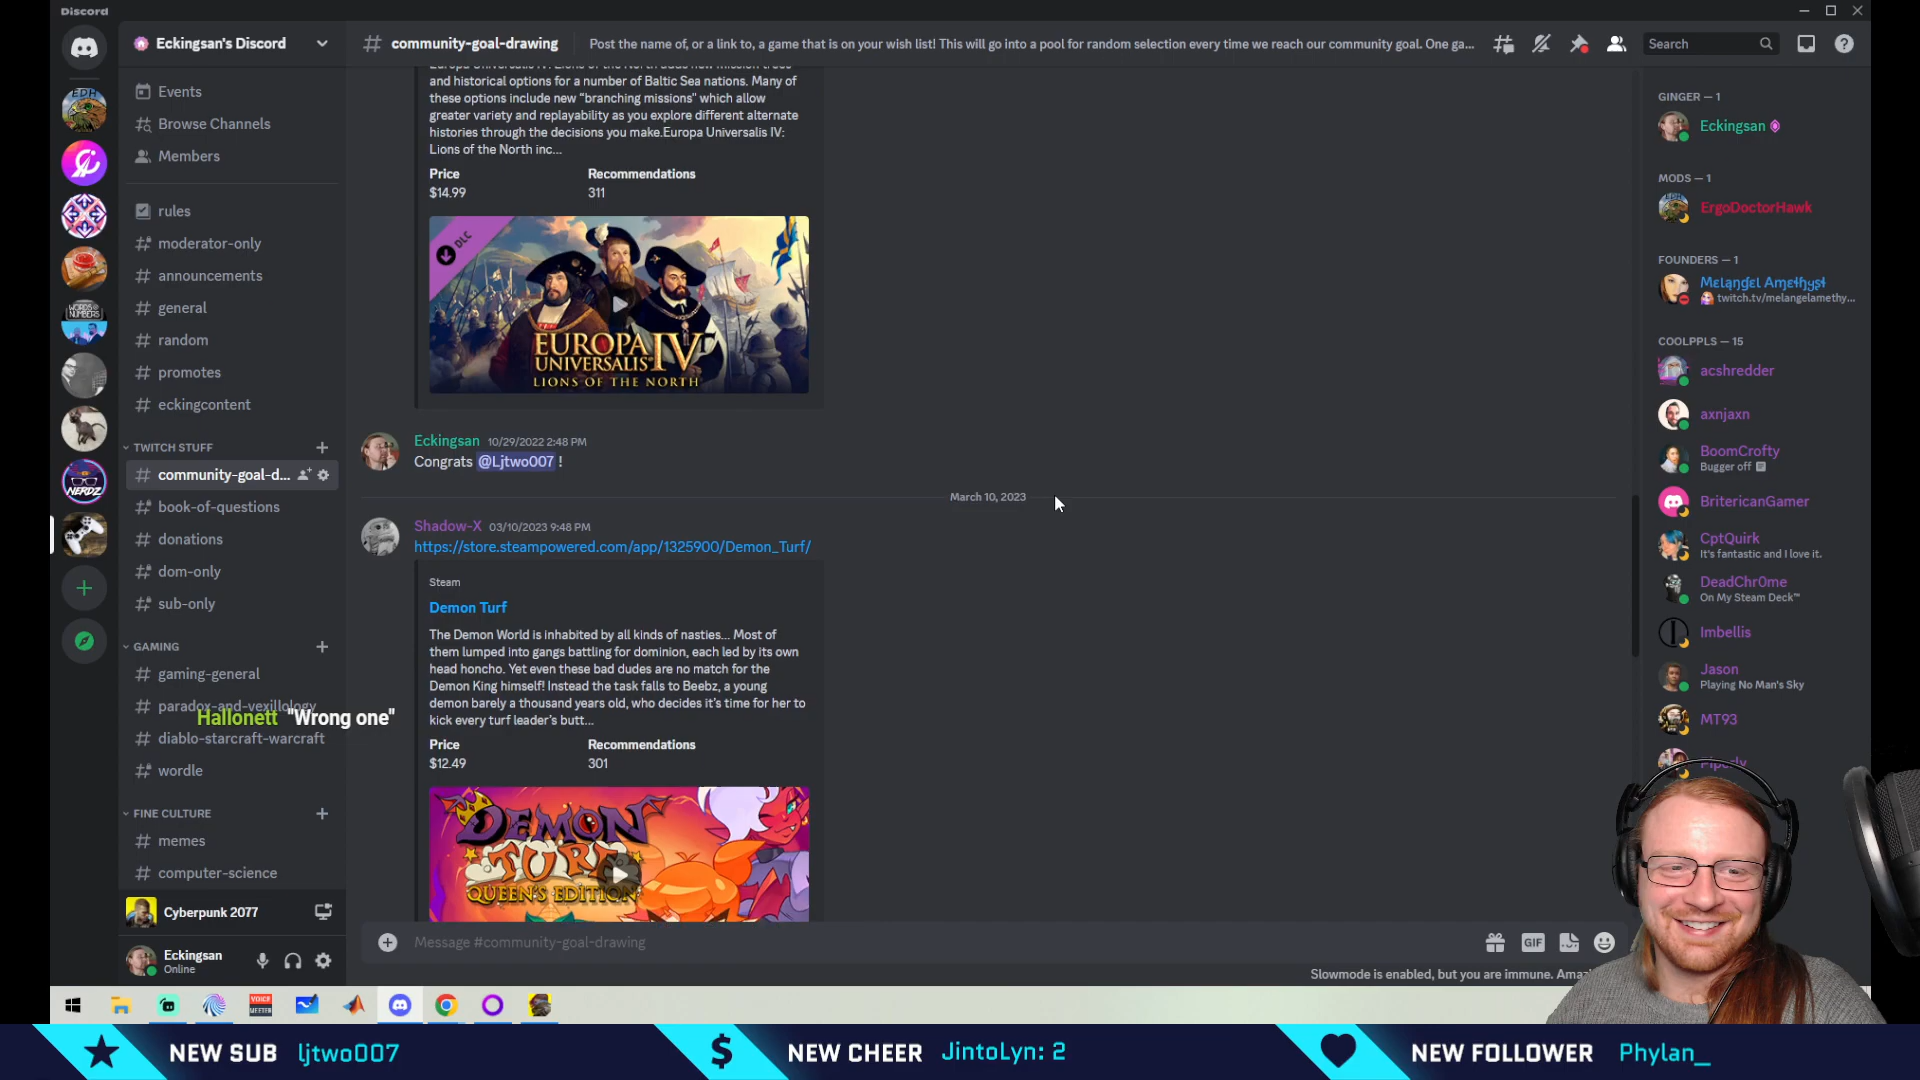 Discord
Eckingsan's Discord
community-goal-drawing
Post the name of, or a link to, a game that is on your wish list! This will go into a pool for random selection every time we reach our community goal. One ga...
Search
Events
Browse Channels
Members
rules
moderator-only
announcements
general
random
promotes
eckingcontent
TWITCH STUFF
community-goal-d...
book-of-questions
donations
dom-only
sub-only
GAMING
gaming-general
paradox-and-vexillology
Hallonett "Wrong one"
diablo-starcraft-warcraft
wordle
FINE CULTURE
memes
computer-science
Cyberpunk 2077
Eckingsan
Online
and historical options for a number of Baltic Sea nations. Many of
these options include new "branching missions" which allow
greater variety and replayability as you explore different alternate
histories through the decisions you make.Europa Universalis IV:
Lions of the North inc...
Price
Recommendations
$14.99
311
DLC
EUROPA
UNIVERSALIS IV
LIONS OF THE NORTH
Eckingsan 10/29/2022 2:48 PM
Congrats @Ljtwo007 !
March 10, 2023
Shadow-X 03/10/2023 9:48 PM
https://store.steampowered.com/app/1325900/Demon_Turf/
Steam
Demon Turf
The Demon World is inhabited by all kinds of nasties... Most of
them lumped into gangs battling for dominion, each led by its own
head honcho. Yet even these bad dudes are no match for the
Demon King himself! Instead the task falls to Beebz, a young
demon barely a thousand years old, who decides it's time for her to
kick every turf leader's butt...
Price
Recommendations
$12.49
301
DEMON
TURF
QUEEN'S EDITION
Message #community-goal-drawing
GIF
Slowmode is enabled, but you are immune.
GINGER — 1
Eckingsan
MODS — 1
ErgoDoctorHawk
FOUNDERS — 1
twitch.tv/melangelamethy...
COOLPPLS — 15
acshredder
axnjaxn
BoomCrofty
Bugger off
BritericanGamer
CptQuirk
It's fantastic and I love it.
DeadChr0me
On My Steam Deck™
Imbellis
Jason
Playing No Man's Sky
MT93
EDH
WORDS
NUMBERS
NERDZ
VOICE
MEETER
NEW SUB ljtwo007
NEW CHEER JintoLyn: 2
NEW FOLLOWER Phylan_